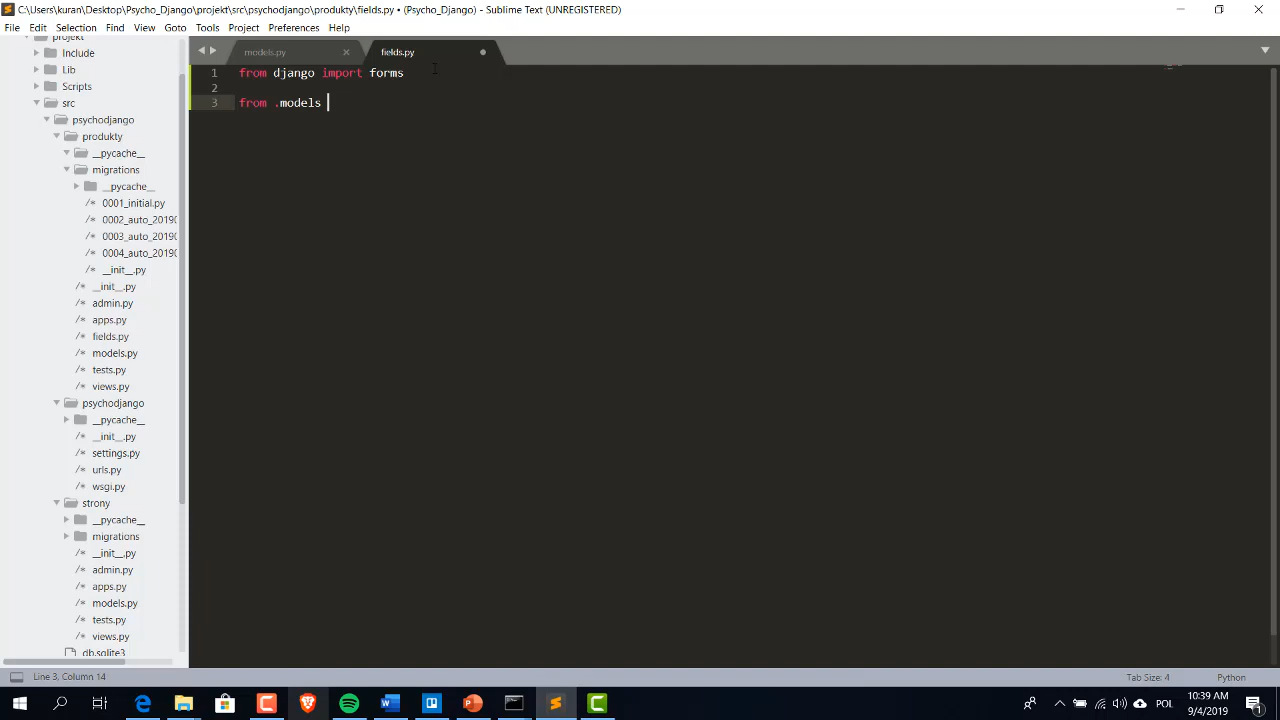 C:\Users\kuran\Desktop\Psycho_Django\projekt\src\psychodjango\produkty\fields.py • (Psycho_Django) - Sublime Text (UNREGISTERED)
File Edit Selection Find View Goto Tools Project Preferences Help
models.py fields.py
projekt
Include
Lib
Scripts
src
psychodjango
produkty
__pycache__
migrations
__pycache__
/* 0001_initial.py
/* 0002_auto_2019
/* 0003_auto_2019
/* 0004_auto_2019
/* __init__.py
/* __init__.py
/* admin.py
/* apps.py
/* fields.py
/* models.py
/* tests.py
/* views.py
psychodjango
__pycache__
/* __init__.py
/* settings.py
/* urls.py
/* wsgi.py
strony
__pycache__
migrations
/* __init__.py
/* admin.py
/* apps.py
/* models.py
/* tests.py
/* views.py
db.sqlite3
1 from django import forms
2
3 from .models
Line 3, Column 14 Tab Size: 4 Python
POL
10:39 AM
9/4/2019
1